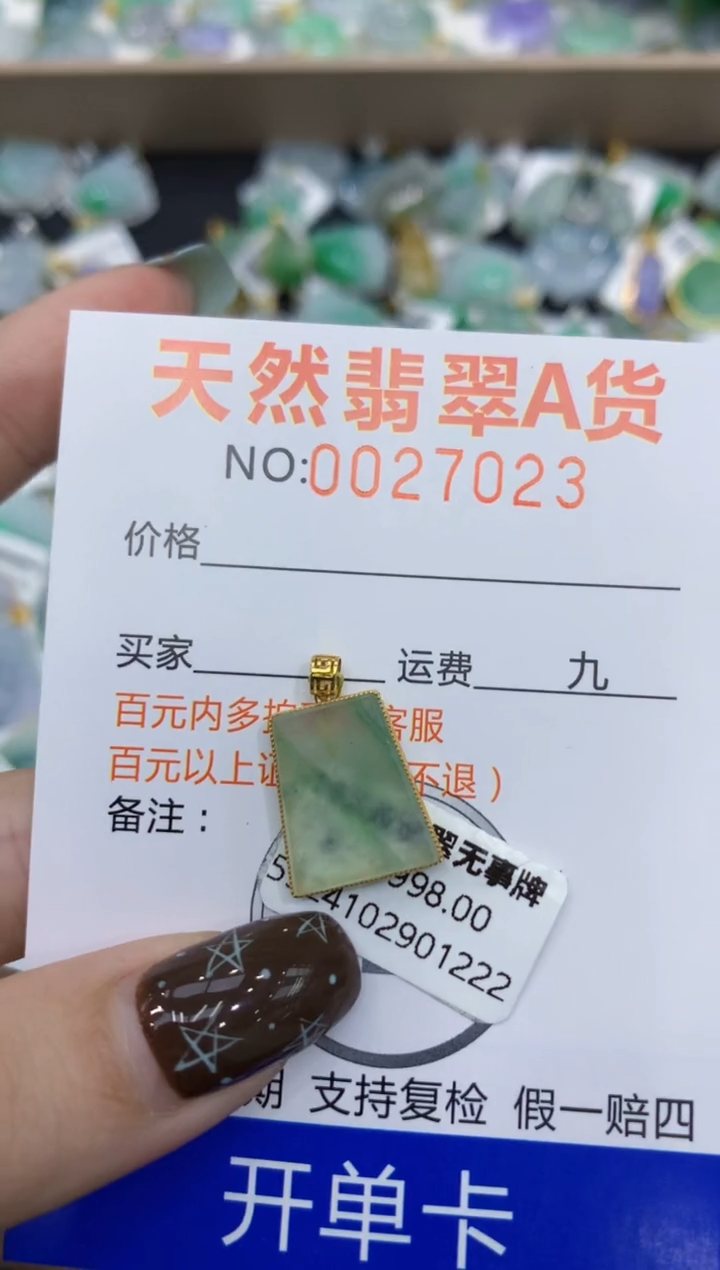 天然翡翠A货
NO:0027023
价格
买家 运费 九
百元内多拍 客服
百元以上 不退）
备注：
翠无事牌
998.00
4102901222
期 支持复检 假一赔四
开单卡